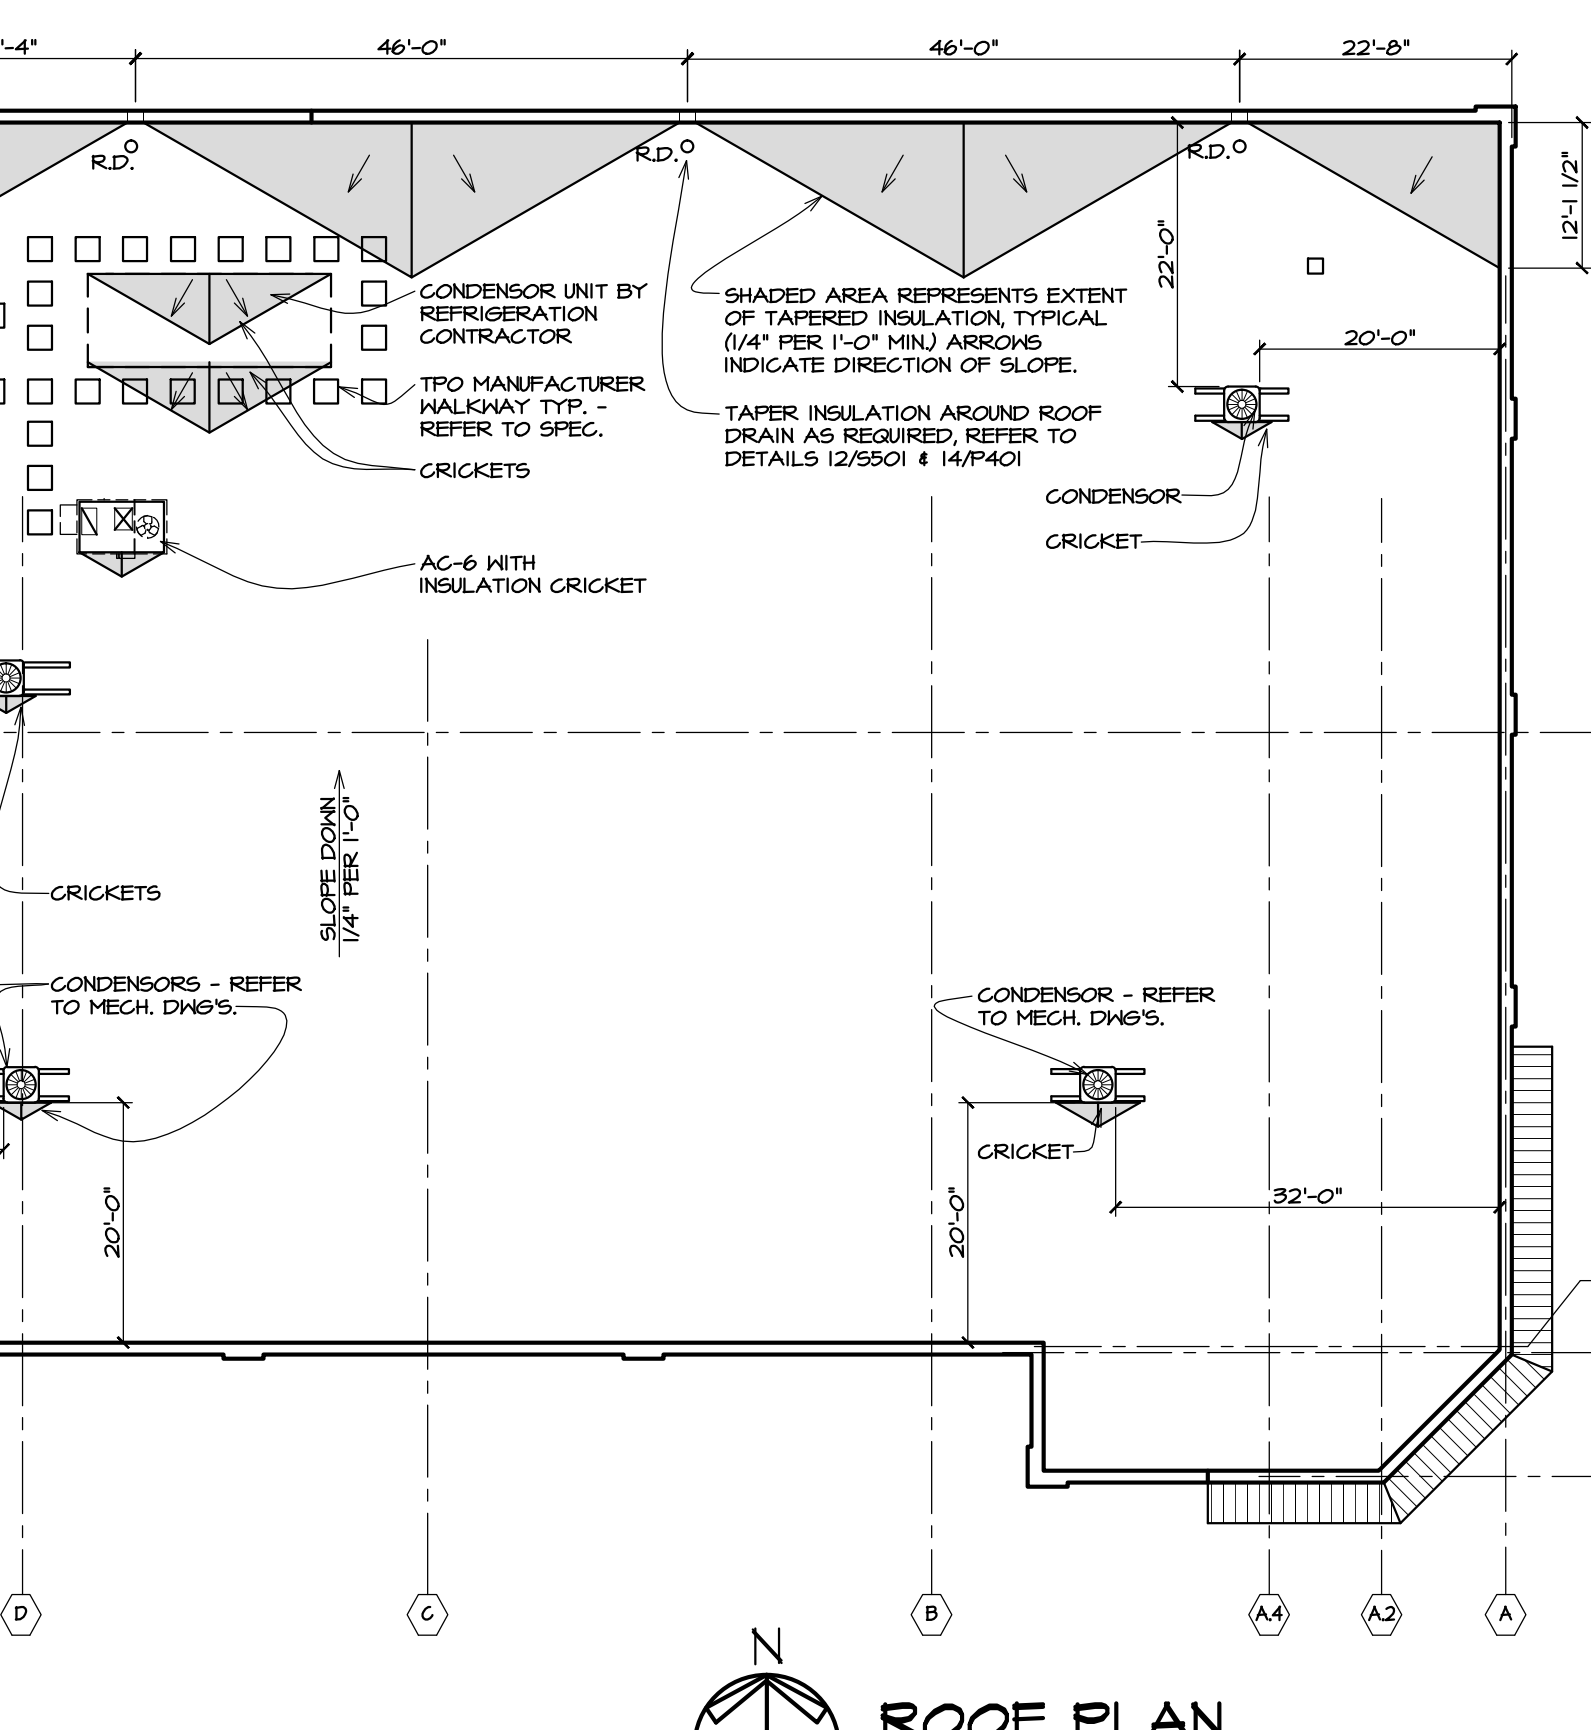 '-4"
46'-0"
46'-0"
22'-8"
R.D.
R.D.
R.D.
12'-1 1/2"
22'-0"
CONDENSOR UNIT BY
REFRIGERATION
CONTRACTOR
SHADED AREA REPRESENTS EXTENT
OF TAPERED INSULATION, TYPICAL
(1/4" PER 1'-0" MIN.) ARROWS
INDICATE DIRECTION OF SLOPE.
20'-0"
TPO MANUFACTURER
WALKWAY TYP. -
REFER TO SPEC.
TAPER INSULATION AROUND ROOF
DRAIN AS REQUIRED, REFER TO
DETAILS 12/S501 & 14/P401
CRICKETS
CONDENSOR
CRICKET
AC-6 WITH
INSULATION CRICKET
SLOPE DOWN
1/4" PER 1'-0"
CRICKETS
CONDENSORS - REFER
TO MECH. DWG'S.
CONDENSOR - REFER
TO MECH. DWG'S.
CRICKET
20'-0"
20'-0"
32'-0"
D
C
B
A.4
A.2
A
N
ROOF PLAN